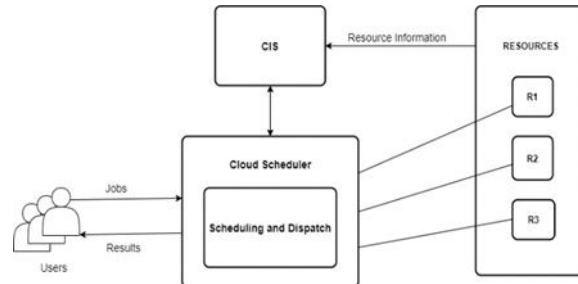 CIS
Resource Information
RESOURCES
R1
Cloud Scheduler
R2
Jobs
Scheduling and Dispatch
R3
Results
Users